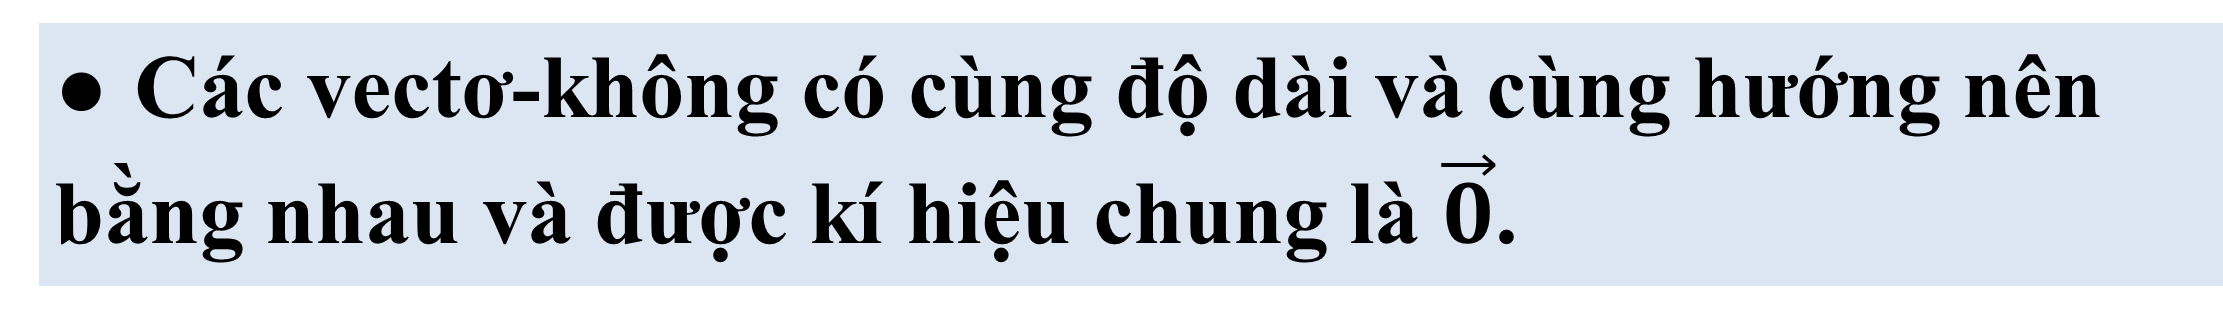 ● Các vectơ-không có cùng độ dài và cùng hướng nên
bằng nhau và được kí hiệu chung là $\overrightarrow{0}$.